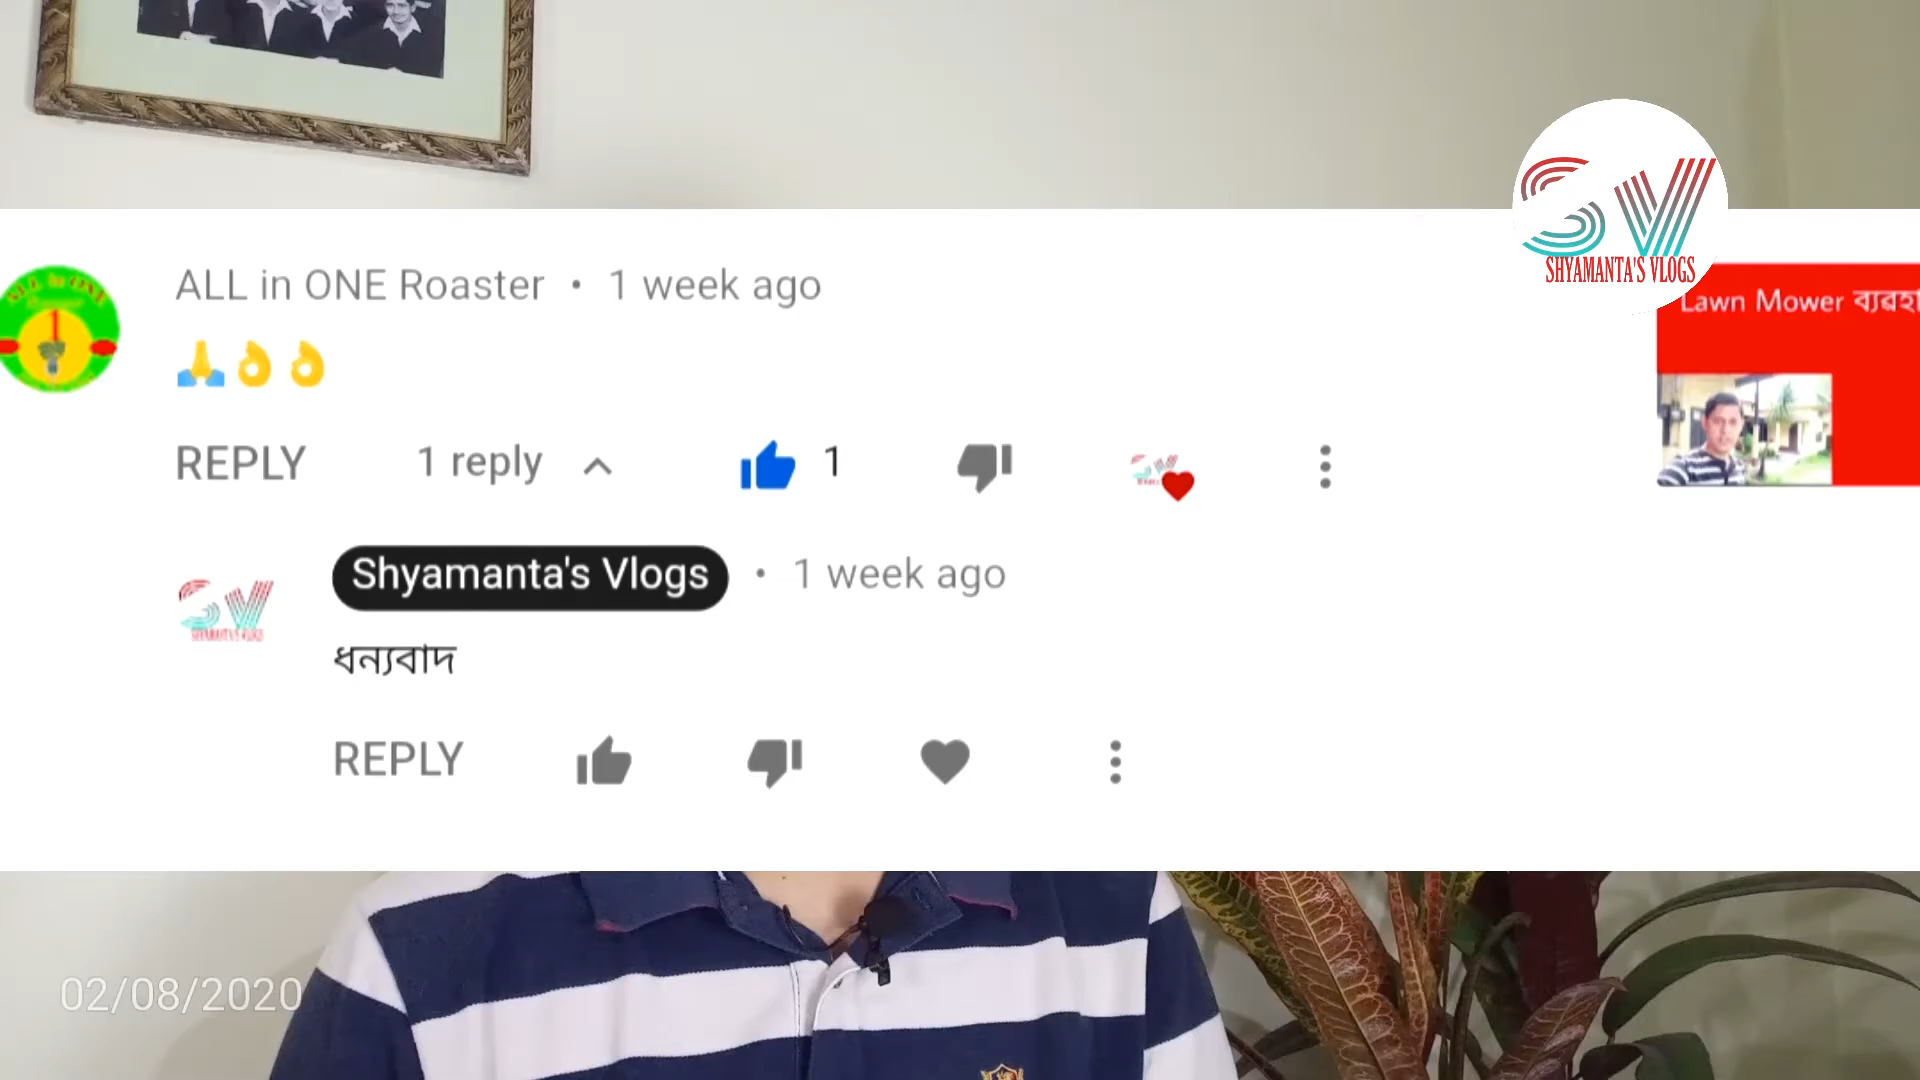 SHYAMANTA'S VLOGS
ALL in ONE Roaster • 1 week ago
🙏👌👌
REPLY 1 reply 1
Shyamanta's Vlogs • 1 week ago
ধন্যবাদ
REPLY
Lawn Mower
02/08/2020